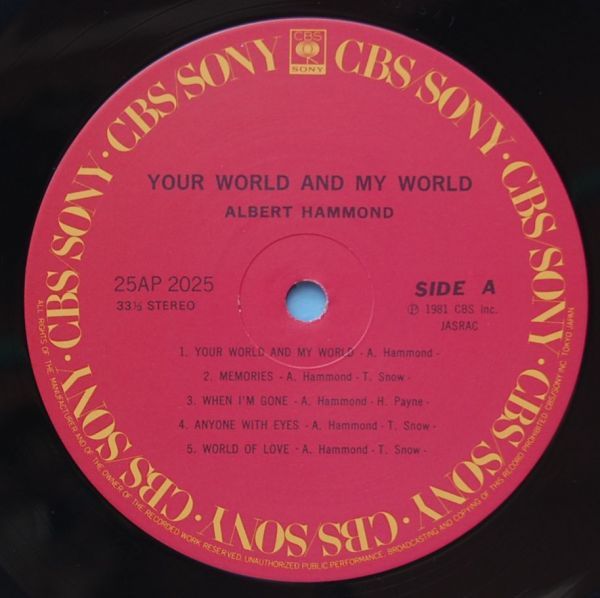 CBS
SONY
CBS/SONY · CBS/SONY · CBS/SONY · CBS/SONY · CBS/SONY · CBS/SONY · CBS/SONY · CBS/SONY
YOUR WORLD AND MY WORLD
ALBERT HAMMOND
25AP 2025
33⅓ STEREO
SIDE A
Ⓟ 1981 CBS Inc.
JASRAC
1. YOUR WORLD AND MY WORLD - A. Hammond -
2. MEMORIES - A. Hammond - T. Snow -
3. WHEN I'M GONE - A. Hammond - H. Payne -
4. ANYONE WITH EYES - A. Hammond - T. Snow -
5. WORLD OF LOVE - A. Hammond - T. Snow -
ALL RIGHTS OF THE MANUFACTURER AND OF THE OWNER OF THE RECORDED WORK RESERVED. UNAUTHORIZED PUBLIC PERFORMANCE, BROADCASTING AND COPYING OF THIS RECORD PROHIBITED. CBS/SONY INC. TOKYO JAPAN